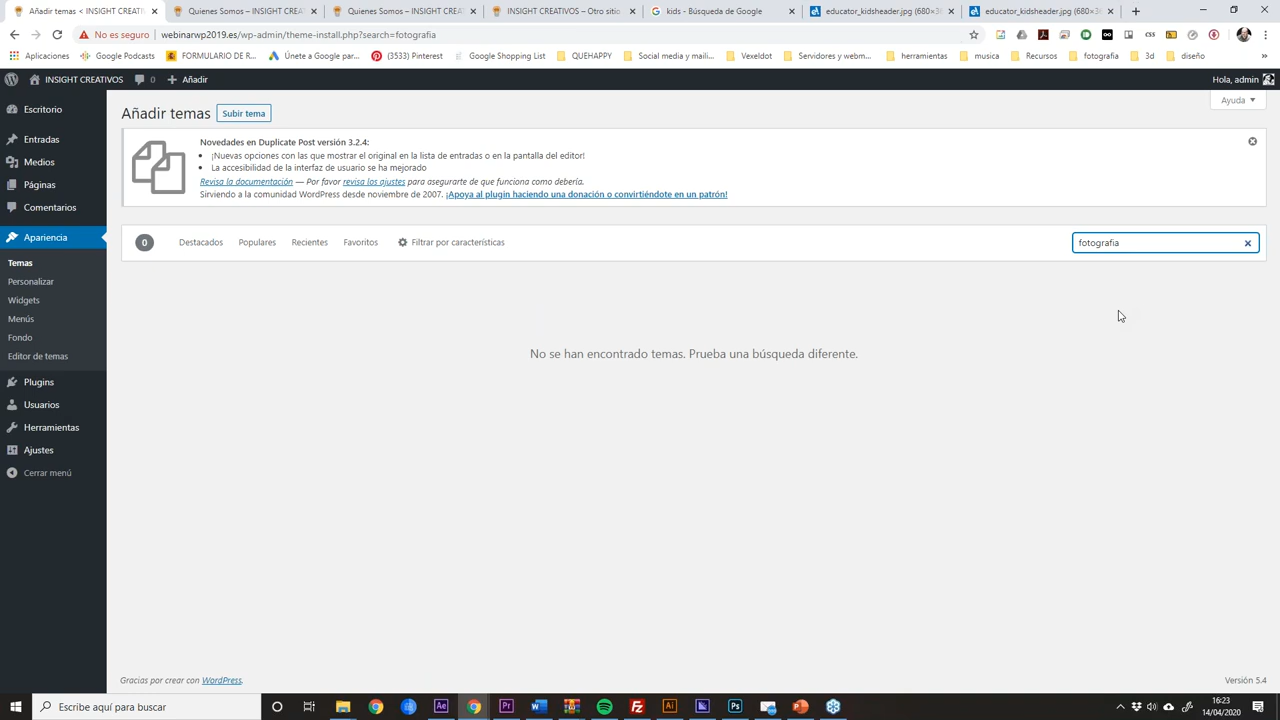 Añadir temas < INSIGHT CREATIV
Quienes Somos – INSIGHT CREAT
Quienes Somos – INSIGHT CREAT
INSIGHT CREATIVOS – Otro sitio
kids - Búsqueda de Google
educator_kidsheader.jpg (680×38
educator_kidsheader.jpg (680×38
No es seguro
webinarwp2019.es/wp-admin/theme-install.php?search=fotografia
Aplicaciones
Google Podcasts
FORMULARIO DE R...
Únete a Google par...
(3533) Pinterest
Google Shopping List
QUEHAPPY
Social media y maili...
Vexeldot
Servidores y webm...
herramientas
musica
Recursos
fotografia
3d
diseño
»
INSIGHT CREATIVOS
0
Añadir
Hola, admin
Escritorio
Entradas
Medios
Páginas
Comentarios
Apariencia
Temas
Personalizar
Widgets
Menús
Fondo
Editor de temas
Plugins
Usuarios
Herramientas
Ajustes
Cerrar menú
Ayuda
Añadir temas
Subir tema
Novedades en Duplicate Post versión 3.2.4:
¡Nuevas opciones con las que mostrar el original en la lista de entradas o en la pantalla del editor!
La accesibilidad de la interfaz de usuario se ha mejorado
Revisa la documentación — Por favor revisa los ajustes para asegurarte de que funciona como debería.
Sirviendo a la comunidad WordPress desde noviembre de 2007. ¡Apoya al plugin haciendo una donación o convirtiéndote en un patrón!
0
Destacados
Populares
Recientes
Favoritos
Filtrar por características
fotografia
No se han encontrado temas. Prueba una búsqueda diferente.
Gracias por crear con WordPress.
Versión 5.4
Escribe aquí para buscar
16:23
14/04/2020